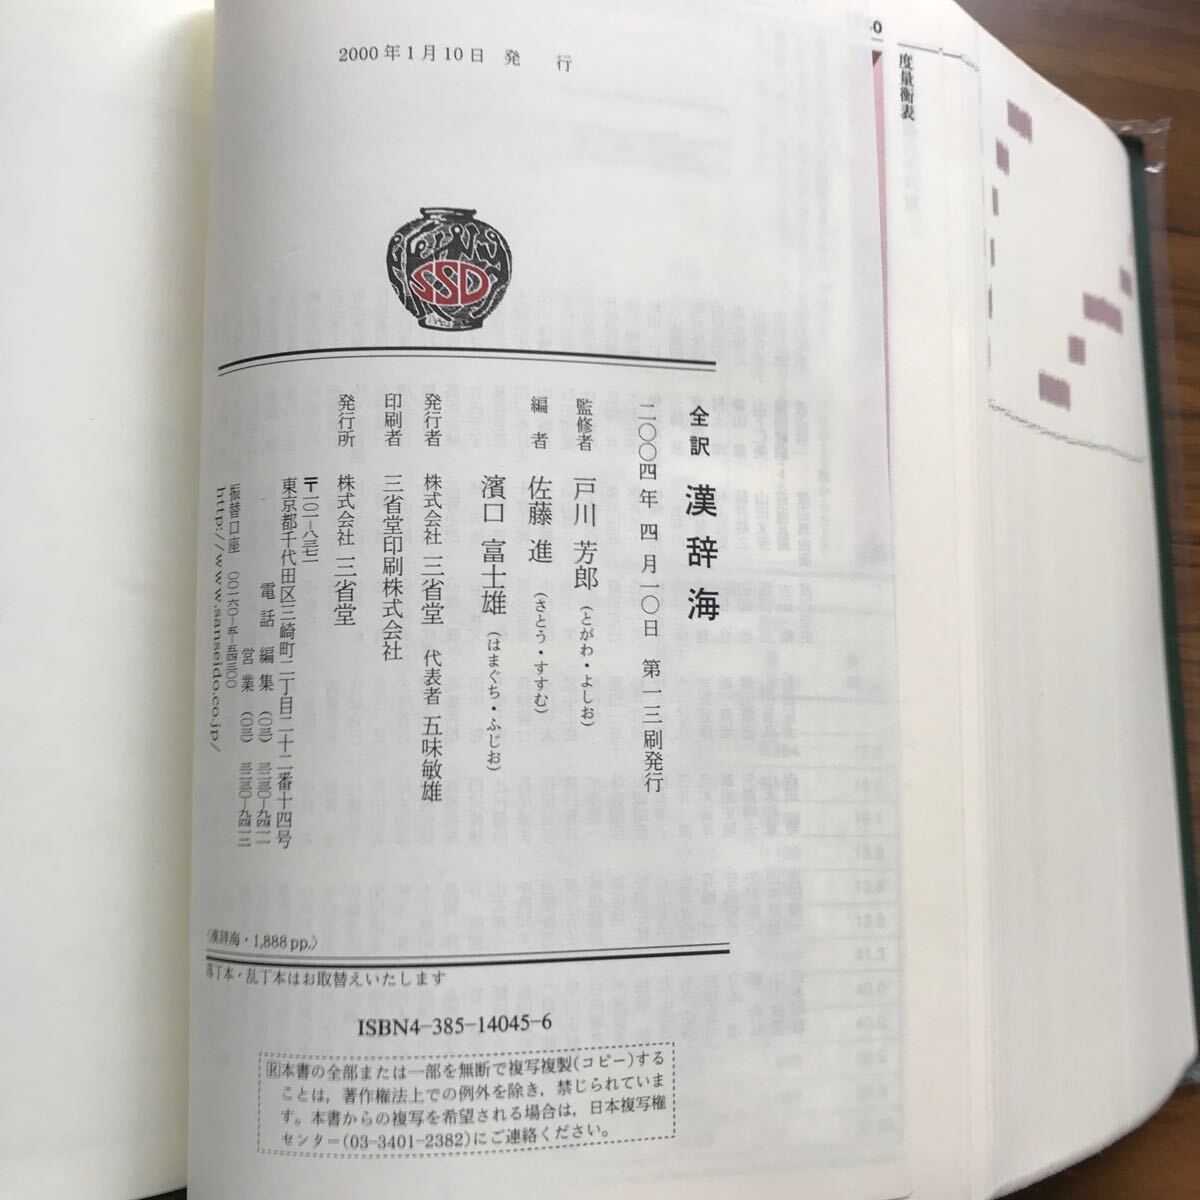 2000年1月10日 発 行
SSD
全訳 漢辞海
二〇〇四年 四月一〇日 第一三刷発行
監修者 戸川 芳郎(とがわ・よしお)
編 者 佐藤 進(さとう・すすむ)
濱口 富士雄(はまぐち・ふじお)
発行者 株式会社 三省堂 代表者 五味敏雄
印刷者 三省堂印刷株式会社
発行所 株式会社 三省堂
〒一〇一-八三七一
東京都千代田区三崎町二丁目二十二番十四号
電話 編集 (〇三) 三二三〇-九四一一
営業 (〇三) 三二三〇-九四一二
振替口座 〇〇一六〇-五-五四三〇〇
http://www.sanseido.co.jp/
〈漢辞海・1,888pp.〉
落丁本・乱丁本はお取替えいたします
ISBN4-385-14045-6
Ⓡ本書の全部または一部を無断で複写複製(コピー)する
ことは,著作権法上での例外を除き,禁じられていま
す。本書からの複写を希望される場合は,日本複写権
センター(03-3401-2382)にご連絡ください。
度量衡表